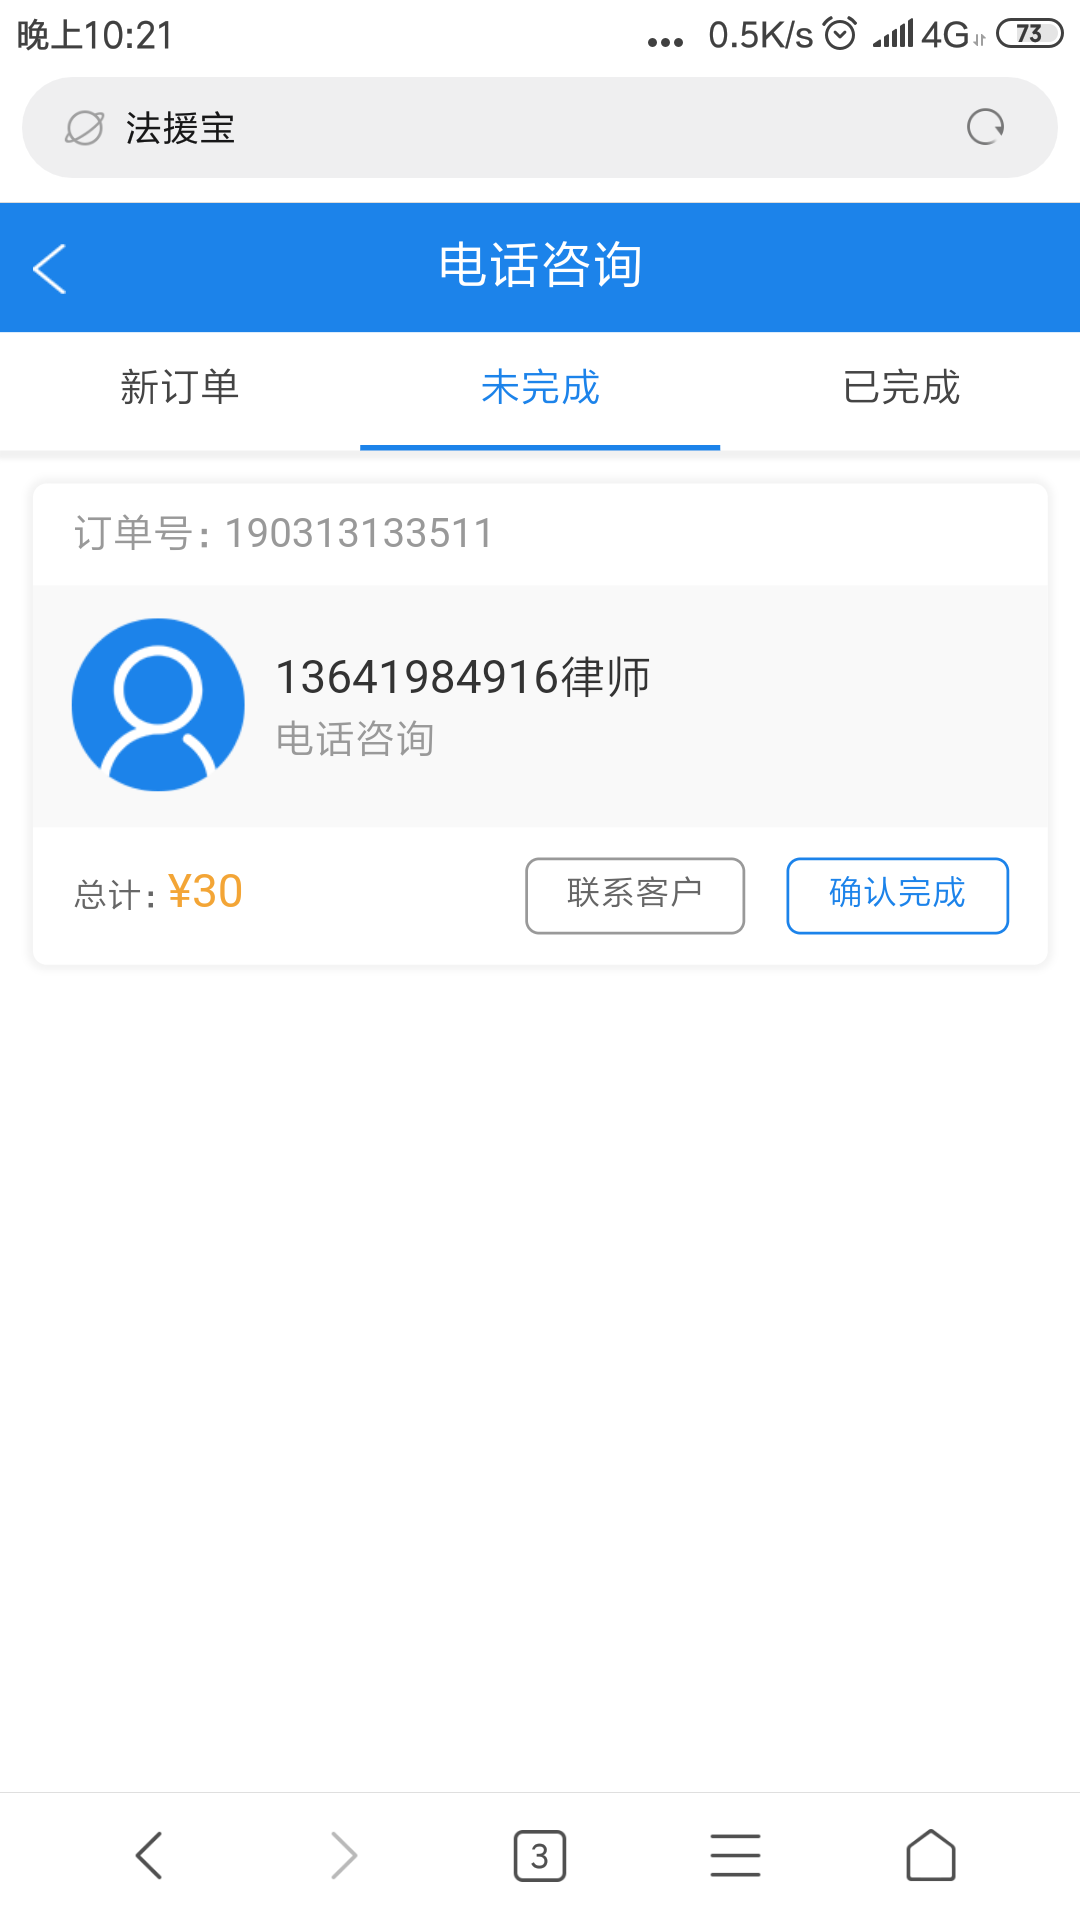 晚上10:21 ... 0.5K/s 4G 73
法援宝
电话咨询
新订单 未完成 已完成
订单号：190313133511
13641984916律师
电话咨询
总计：¥30 联系客户 确认完成
3